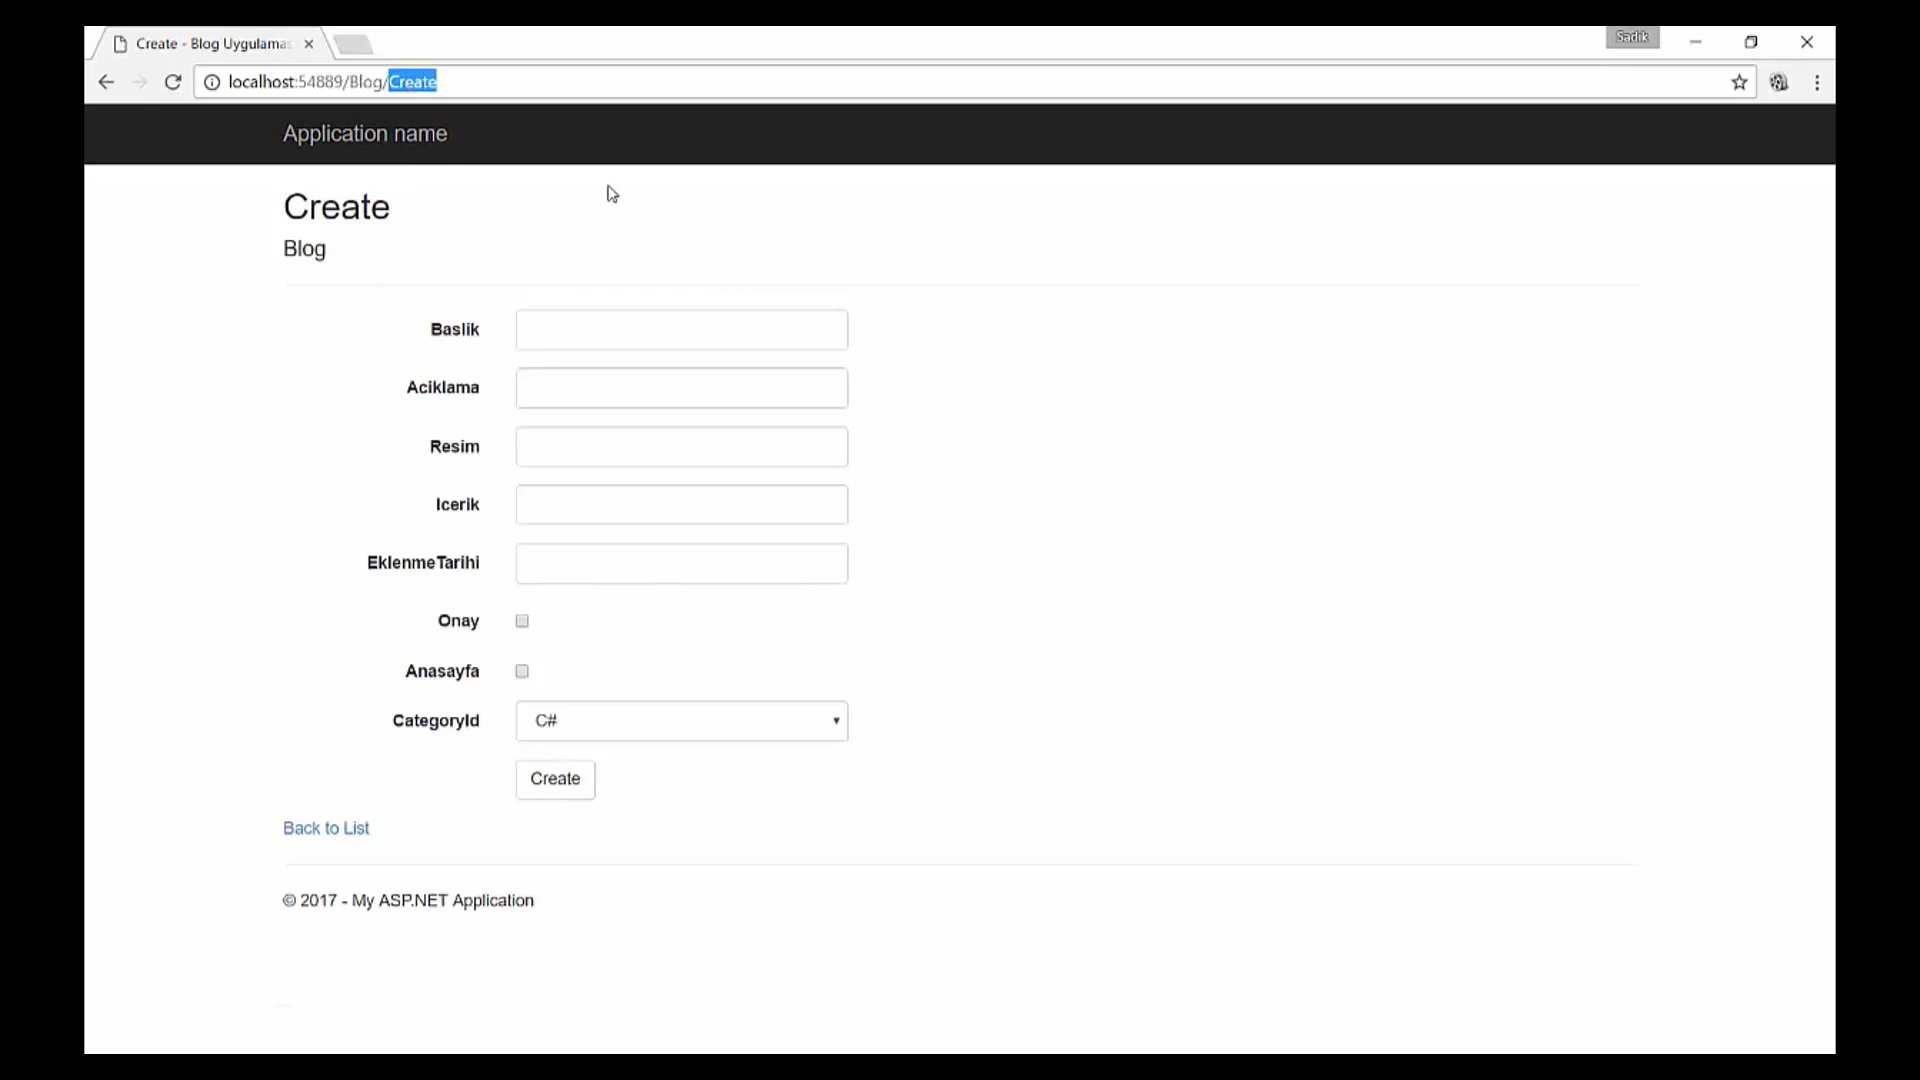 Create - Blog Uygulamas
Sadik
localhost:54889/Blog/Create
Application name
Create
Blog
Baslik
Aciklama
Resim
Icerik
EklenmeTarihi
Onay
Anasayfa
CategoryId
C#
Create
Back to List
© 2017 - My ASP.NET Application